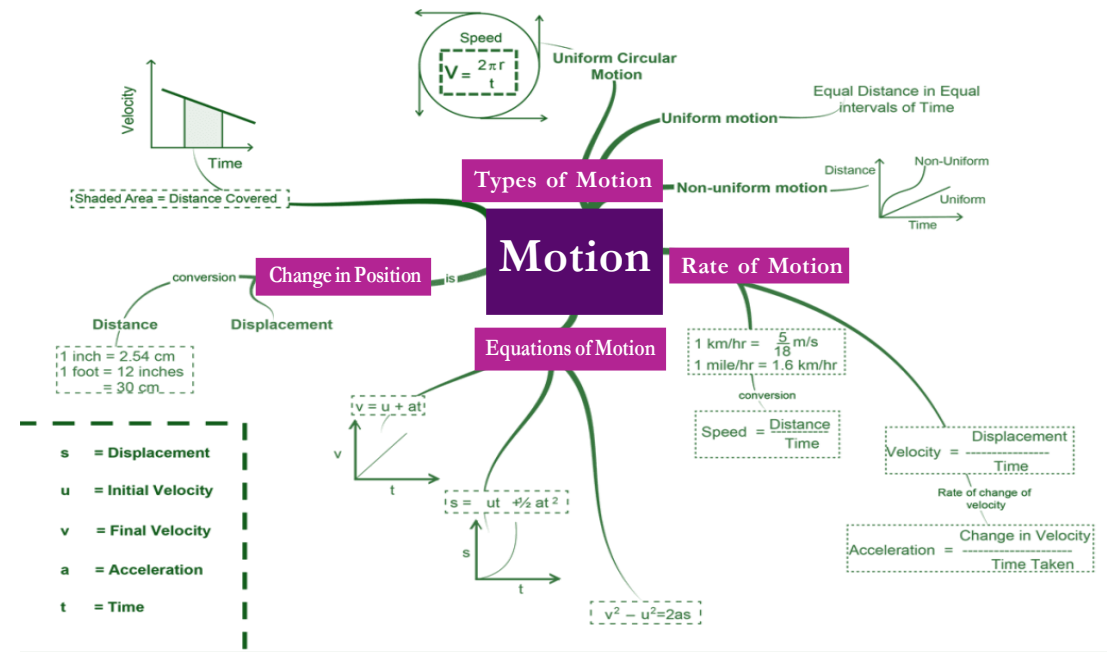 Motion
Types of Motion
Uniform Circular
Motion
Speed
V = 2πr
t
Uniform motion
Equal Distance in Equal
intervals of Time
Non-uniform motion
Distance
Non-Uniform
Uniform
Time
Velocity
Time
Shaded Area = Distance Covered
is
Change in Position
conversion
Distance
1 inch = 2.54 cm
1 foot = 12 inches
= 30 cm
Displacement
Rate of Motion
1 km/hr = 5/18 m/s
1 mile/hr = 1.6 km/hr
conversion
Speed = Distance
Time
Velocity = Displacement
Time
Rate of change of
velocity
Acceleration = Change in Velocity
Time Taken
Equations of Motion
v = u + at
v
t
s = ut +½ at²
s
t
v² – u²=2as
s = Displacement
u = Initial Velocity
v = Final Velocity
a = Acceleration
t = Time